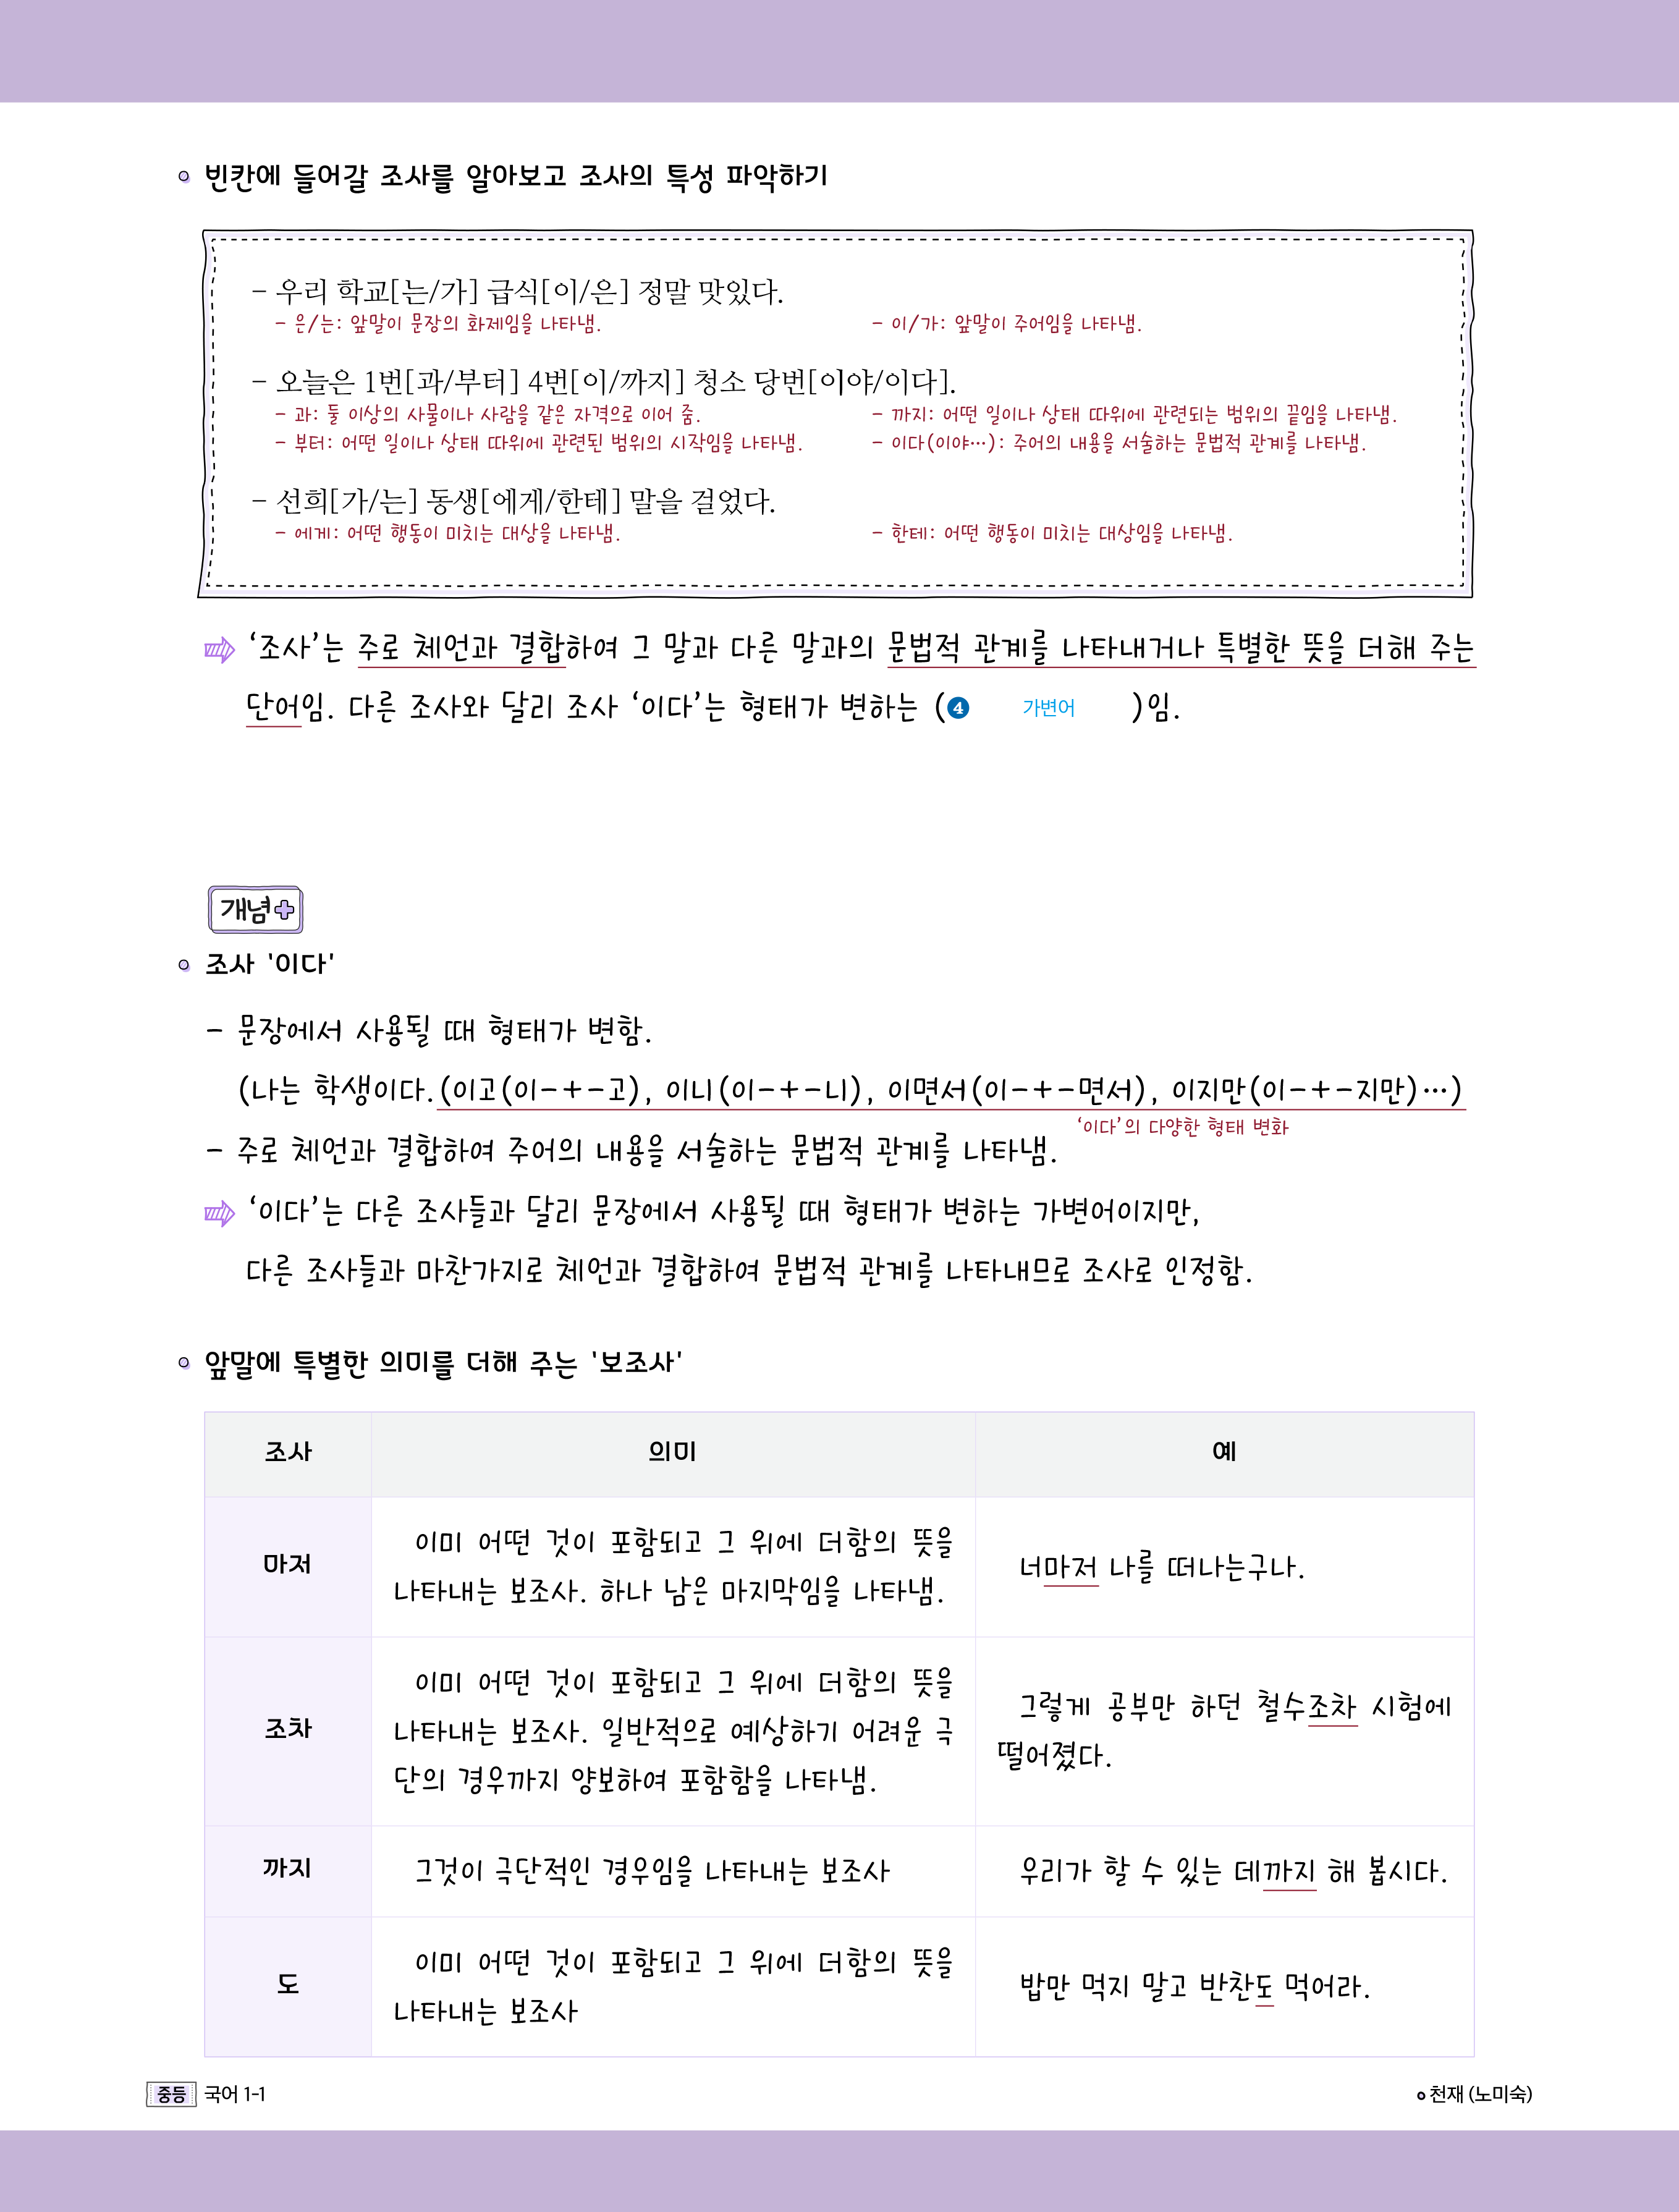 빈칸에 들어갈 조사를 알아보고 조사의 특성 파악하기
- 우리 학교[는/가] 급식[이/은] 정말 맛있다.
- 은/는: 앞말이 문장의 화제임을 나타냄. - 이/가: 앞말이 주어임을 나타냄.
- 오늘은 1번[과/부터] 4번[이/까지] 청소 당번[이야/이다].
- 과: 둘 이상의 사물이나 사람을 같은 자격으로 이어 줌. - 까지: 어떤 일이나 상태 따위에 관련되는 범위의 끝임을 나타냄.
- 부터: 어떤 일이나 상태 따위에 관련된 범위의 시작임을 나타냄. - 이다(이야…): 주어의 내용을 서술하는 문법적 관계를 나타냄.
- 선희[가/는] 동생[에게/한테] 말을 걸었다.
- 에게: 어떤 행동이 미치는 대상을 나타냄. - 한테: 어떤 행동이 미치는 대상임을 나타냄.
‘조사’는 주로 체언과 결합하여 그 말과 다른 말과의 문법적 관계를 나타내거나 특별한 뜻을 더해 주는
단어임. 다른 조사와 달리 조사 ‘이다’는 형태가 변하는 (❹ 가변어 )임.
개념+
조사 '이다'
- 문장에서 사용될 때 형태가 변함.
(나는 학생이다.(이고(이-+-고), 이니(이-+-니), 이면서(이-+-면서), 이지만(이-+-지만)…)
‘이다’의 다양한 형태 변화
- 주로 체언과 결합하여 주어의 내용을 서술하는 문법적 관계를 나타냄.
‘이다’는 다른 조사들과 달리 문장에서 사용될 때 형태가 변하는 가변어이지만,
다른 조사들과 마찬가지로 체언과 결합하여 문법적 관계를 나타내므로 조사로 인정함.
앞말에 특별한 의미를 더해 주는 '보조사'
조사 의미 예
마저
이미 어떤 것이 포함되고 그 위에 더함의 뜻을
나타내는 보조사. 하나 남은 마지막임을 나타냄.
너마저 나를 떠나는구나.
조차
이미 어떤 것이 포함되고 그 위에 더함의 뜻을
나타내는 보조사. 일반적으로 예상하기 어려운 극
단의 경우까지 양보하여 포함함을 나타냄.
그렇게 공부만 하던 철수조차 시험에
떨어졌다.
까지
그것이 극단적인 경우임을 나타내는 보조사
우리가 할 수 있는 데까지 해 봅시다.
도
이미 어떤 것이 포함되고 그 위에 더함의 뜻을
나타내는 보조사
밥만 먹지 말고 반찬도 먹어라.
중등 국어 1-1
천재 (노미숙)